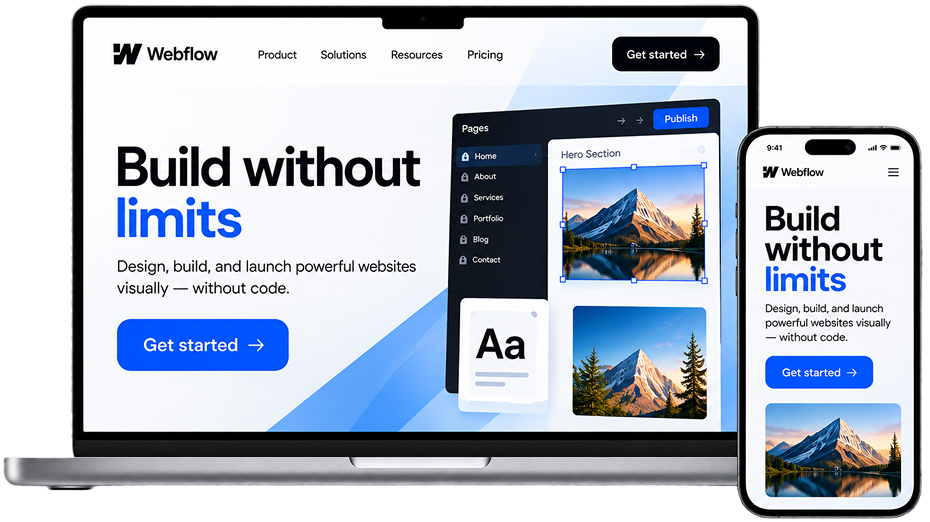 Webflow
Product
Solutions
Resources
Pricing
Get started →
Build without
limits
Design, build, and launch powerful websites
visually — without code.
Get started →
Pages
→ →
Publish
Home
About
Services
Portfolio
Blog
Contact
Hero Section
Aa
9:41
Webflow
Build
without
limits
Design, build, and launch
powerful websites visually
— without code.
Get started →